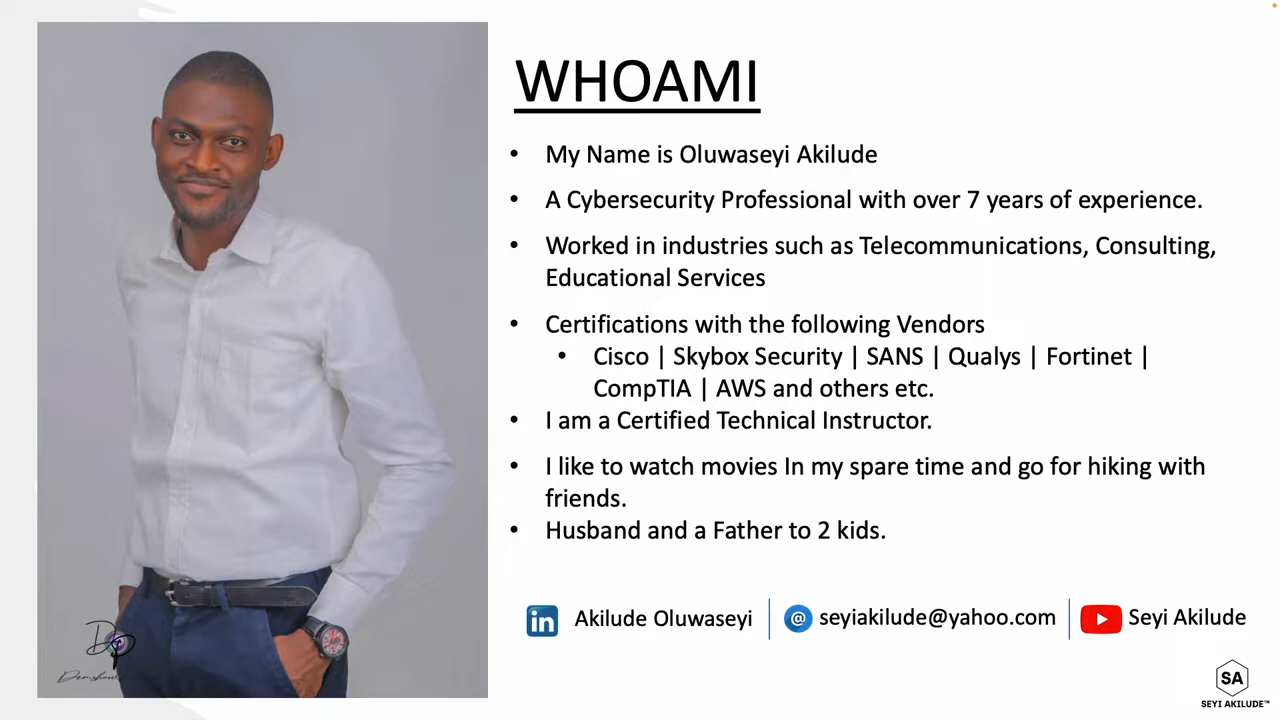 WHOAMI
• My Name is Oluwaseyi Akilude
• A Cybersecurity Professional with over 7 years of experience.
• Worked in industries such as Telecommunications, Consulting,
Educational Services
• Certifications with the following Vendors
• Cisco | Skybox Security | SANS | Qualys | Fortinet |
CompTIA | AWS and others etc.
• I am a Certified Technical Instructor.
• I like to watch movies In my spare time and go for hiking with
friends.
• Husband and a Father to 2 kids.
in Akilude Oluwaseyi | @ seyiakilude@yahoo.com | Seyi Akilude
SA
SEYI AKILUDE™